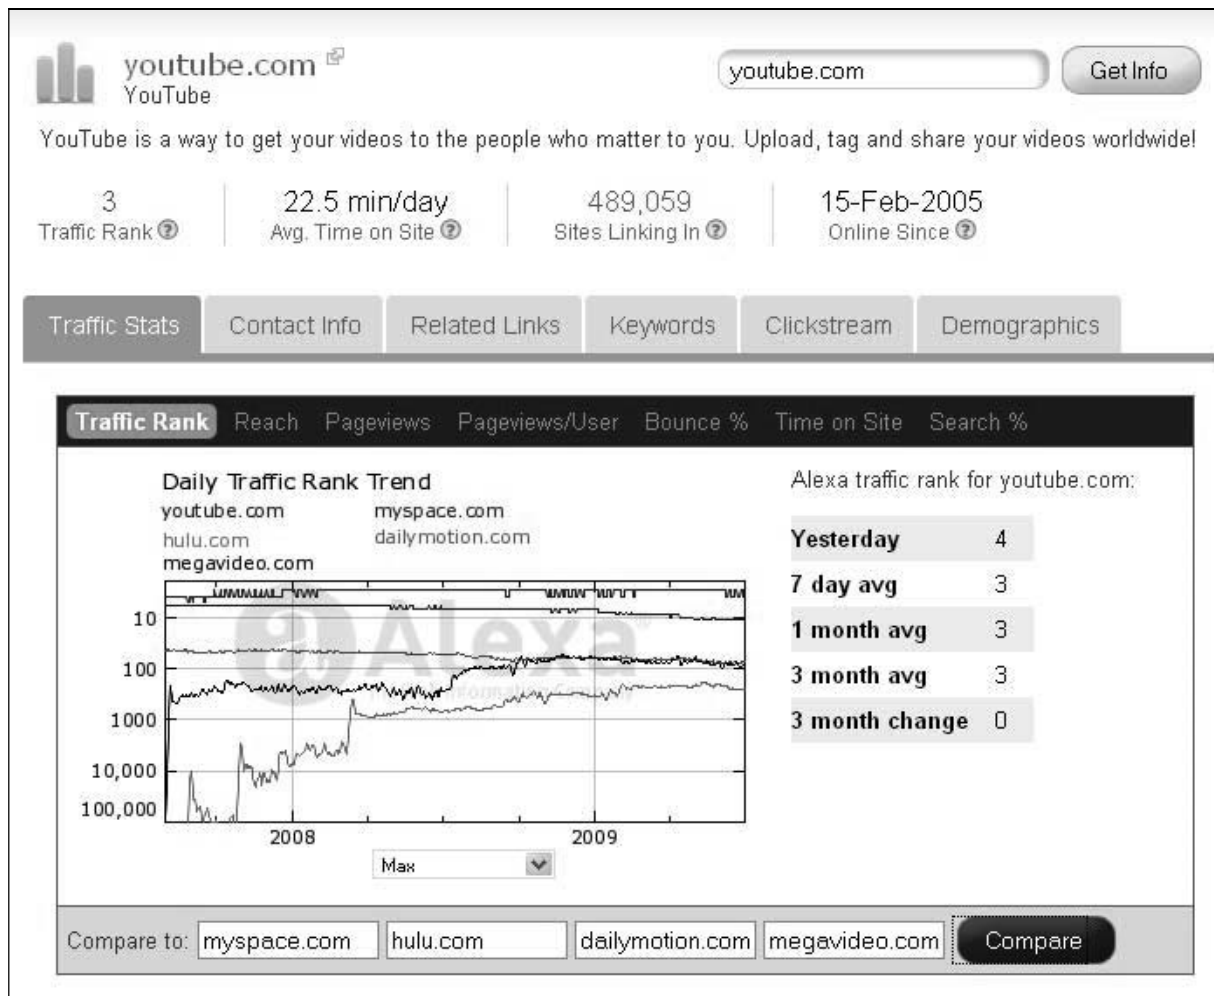 youtube.com
YouTube
youtube.com
Get Info
YouTube is a way to get your videos to the people who matter to you. Upload, tag and share your videos worldwide!
3
Traffic Rank ?
22.5 min/day
Avg. Time on Site ?
489,059
Sites Linking In ?
15-Feb-2005
Online Since ?
Traffic Stats Contact Info Related Links Keywords Clickstream Demographics
Traffic Rank Reach Pageviews Pageviews/User Bounce % Time on Site Search %
Daily Traffic Rank Trend
youtube.com myspace.com
hulu.com dailymotion.com
megavideo.com
a Alexa
10
100
1000
10,000
100,000
2008 2009
Max
Alexa traffic rank for youtube.com:
Yesterday 4
7 day avg 3
1 month avg 3
3 month avg 3
3 month change 0
Compare to: myspace.com hulu.com dailymotion.com megavideo.com Compare